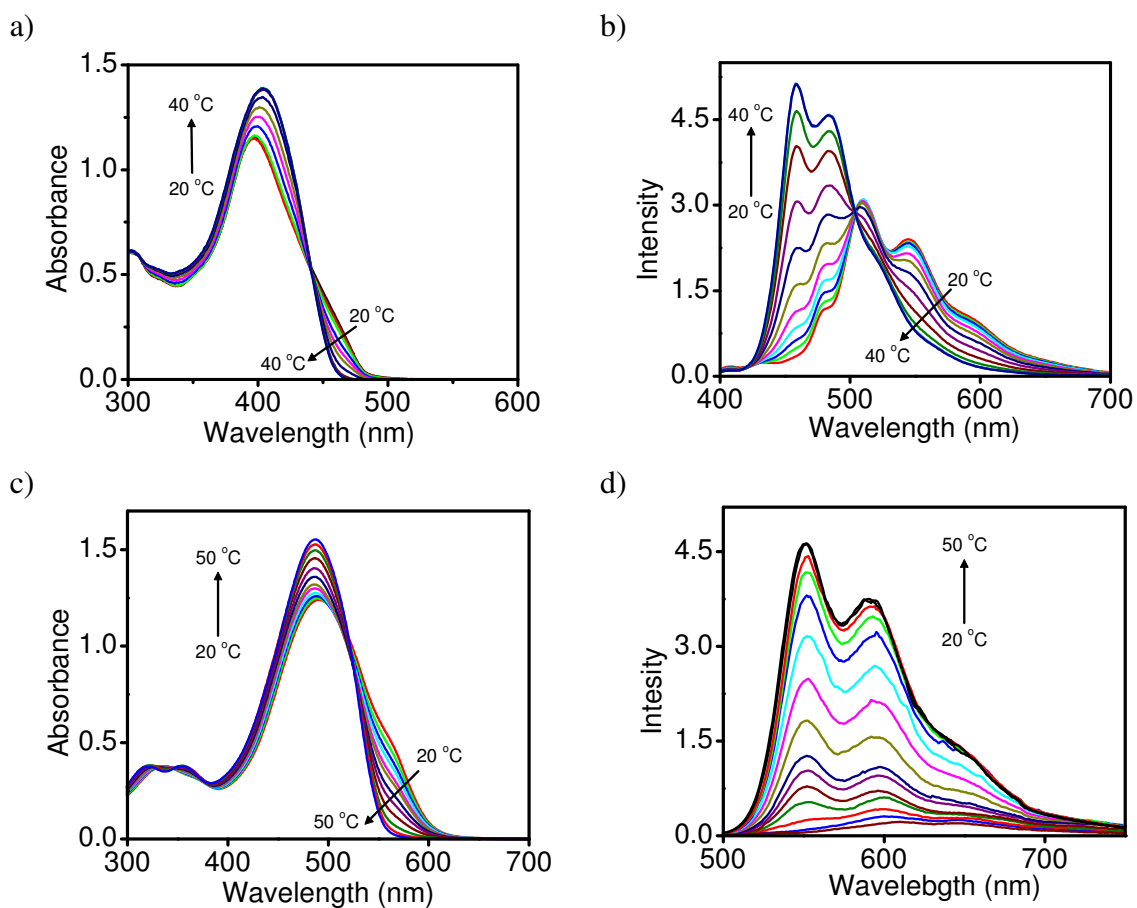 a)
1.5
1.0
0.5
0.0
Absorbance
40 °C
20 °C
20 °C
40 °C
300 400 500 600
Wavelength (nm)
b)
4.5
3.0
1.5
0.0
Intensity
40 °C
20 °C
20 °C
40 °C
400 500 600 700
Wavelength (nm)
c)
1.5
1.0
0.5
0.0
Absorbance
50 °C
20 °C
20 °C
50 °C
300 400 500 600 700
Wavelength (nm)
d)
4.5
3.0
1.5
0.0
Intesity
50 °C
20 °C
500 600 700
Wavelebgth (nm)